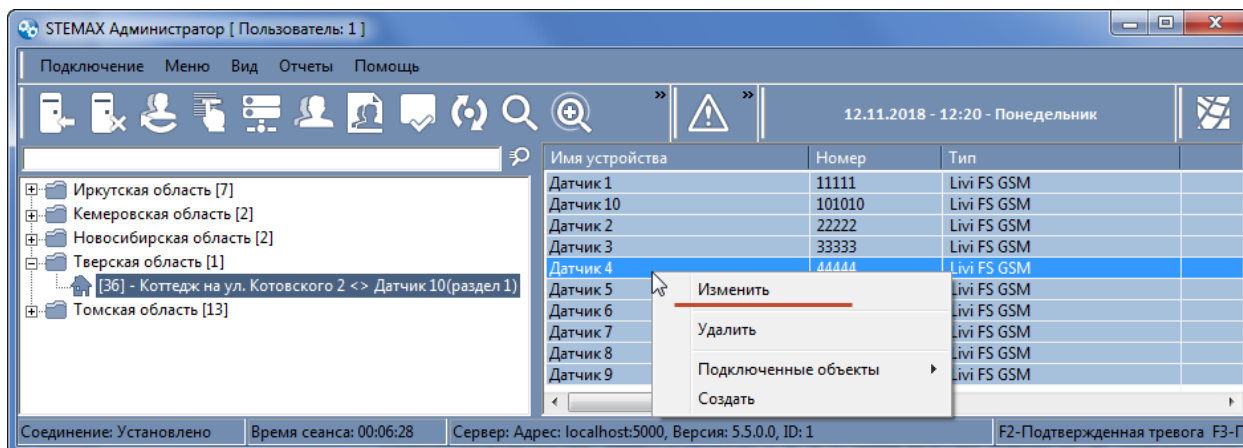 STEMAX Администратор [ Пользователь: 1 ]
Подключение Меню Вид Отчеты Помощь
12.11.2018 - 12:20 - Понедельник
Имя устройства Номер Тип
Иркутская область [7]
Кемеровская область [2]
Новосибирская область [2]
Тверская область [1]
[36] - Коттедж на ул. Котовского 2 <> Датчик 10(раздел 1)
Томская область [13]
Датчик 1 11111 Livi FS GSM
Датчик 10 101010 Livi FS GSM
Датчик 2 22222 Livi FS GSM
Датчик 3 33333 Livi FS GSM
Датчик 4 44444 Livi FS GSM
Датчик 5 Livi FS GSM
Датчик 6 Livi FS GSM
Датчик 7 Livi FS GSM
Датчик 8 Livi FS GSM
Датчик 9 Livi FS GSM
Изменить
Удалить
Подключенные объекты
Создать
Соединение: Установлено Время сеанса: 00:06:28 Сервер: Адрес: localhost:5000, Версия: 5.5.0.0, ID: 1 F2-Подтвержденная тревога F3-П